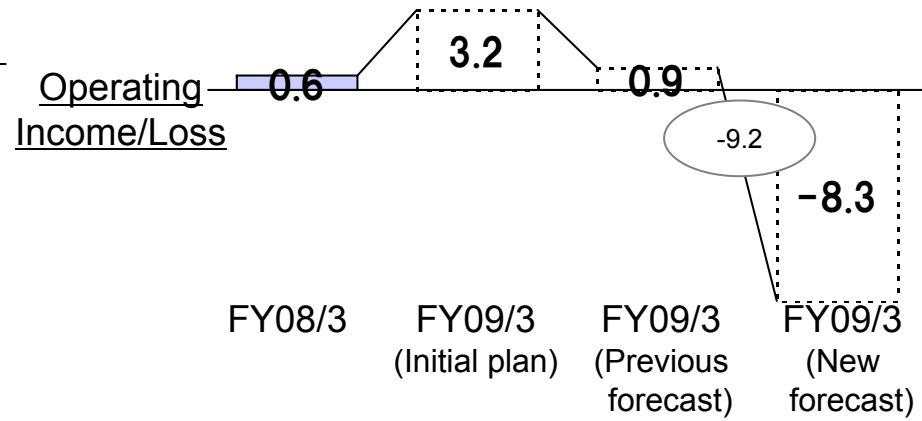 3.2
0.6
0.9
Operating
Income/Loss
-9.2
-8.3
FY08/3
FY09/3
(Initial plan)
FY09/3
(Previous
forecast)
FY09/3
(New
forecast)